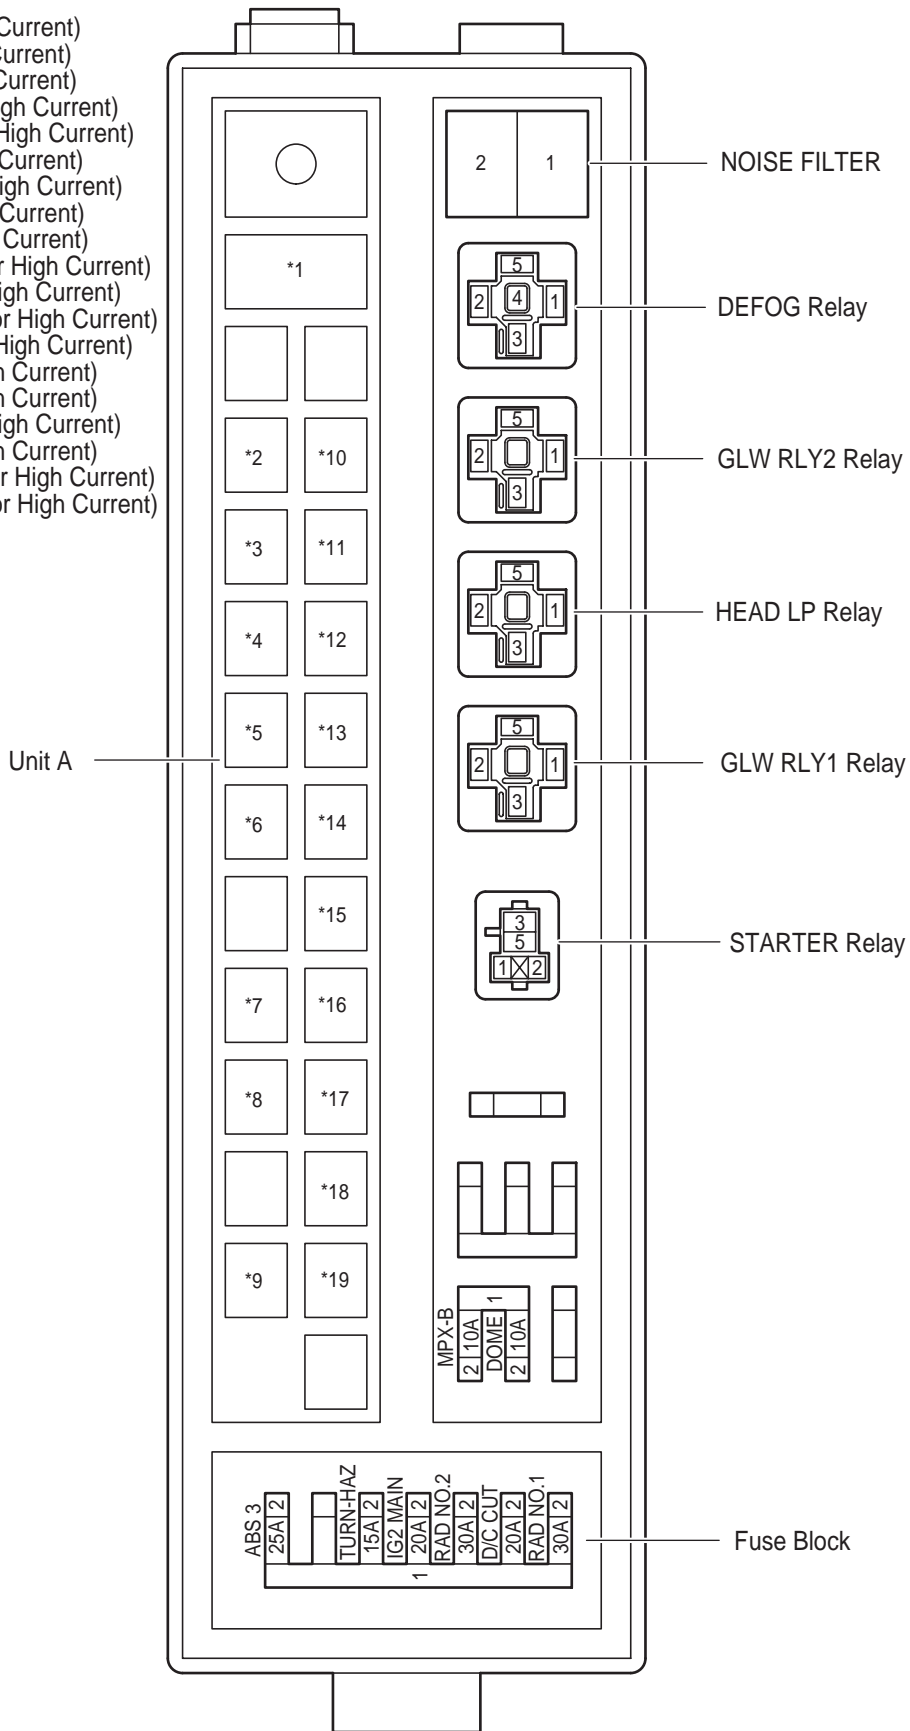 Current)
Current)
Current)
gh Current)
High Current)
Current)
igh Current)
Current)
Current)
r High Current)
igh Current)
or High Current)
High Current)
h Current)
h Current)
igh Current)
h Current)
r High Current)
or High Current)
2 1
NOISE FILTER
*1
5
2 4 1
3
DEFOG Relay
*2 *10
5
2 1
3
GLW RLY2 Relay
*3 *11
*4 *12
5
2 1
3
HEAD LP Relay
*5 *13
Unit A
5
2 1
3
GLW RLY1 Relay
*6 *14
*15
3
5
1 2
STARTER Relay
*7 *16
*8 *17
*18
*9 *19
MPX-B
2 10A
DOME
2 10A
1
ABS 3
25A 2
TURN-HAZ
15A 2
IG2 MAIN
20A 2
RAD NO.2
30A 2
D/C CUT
20A 2
RAD NO.1
30A 2
1
Fuse Block